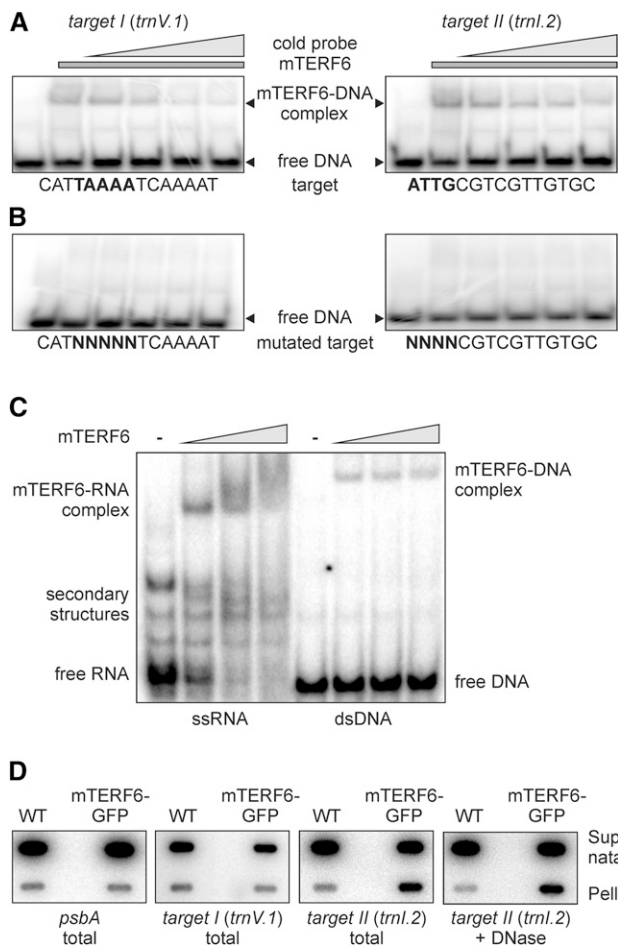 A
target I (trnV.1)
target II (trnI.2)
cold probe
mTERF6
mTERF6-DNA
complex
free DNA
CATTAAAATCAAAAT
target
ATTGCGTCGTTGTGC
B
free DNA
CATNNNNNTCAAAAT
mutated target
NNNNCGTCGTTGTGC
C
mTERF6
-
-
mTERF6-RNA
complex
mTERF6-DNA
complex
secondary
structures
free RNA
free DNA
ssRNA
dsDNA
D
WT
mTERF6-
GFP
WT
mTERF6-
GFP
WT
mTERF6-
GFP
WT
mTERF6-
GFP
Sup
nata
Pell
psbA
total
target I (trnV.1)
total
target II (trnI.2)
total
target II (trnI.2)
+ DNase